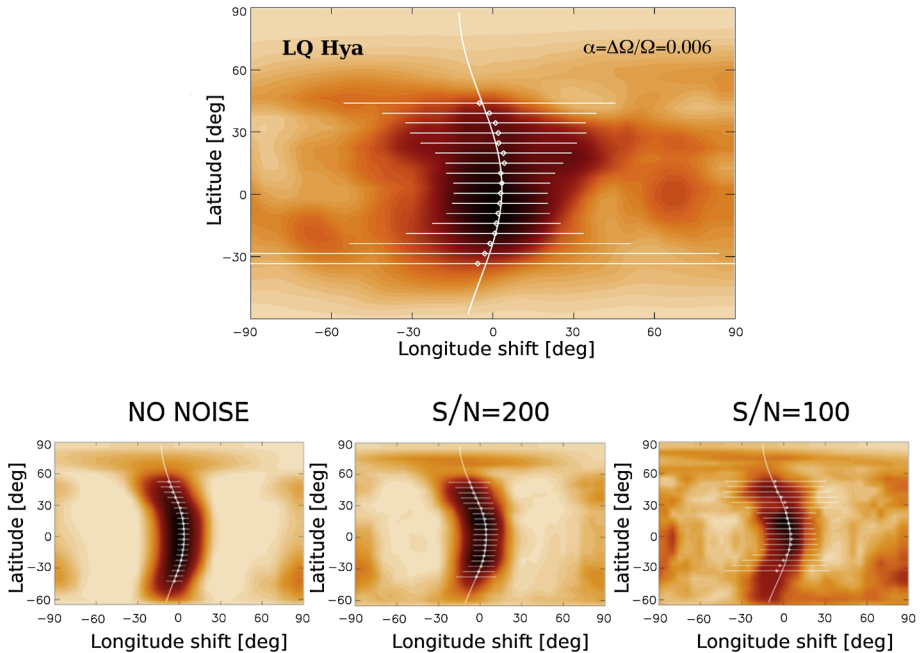 LQ Hya
α=ΔΩ/Ω=0.006
90
60
30
0
−30
Latitude [deg]
−90 −60 −30 0 30 60 90
Longitude shift [deg]
NO NOISE
90
60
30
0
−30
−60
Latitude [deg]
−90 −60 −30 0 30 60 90
Longitude shift [deg]
S/N=200
90
60
30
0
−30
−60
Latitude [deg]
−90 −60 −30 0 30 60 90
Longitude shift [deg]
S/N=100
90
60
30
0
−30
−60
Latitude [deg]
−90 −60 −30 0 30 60 90
Longitude shift [deg]